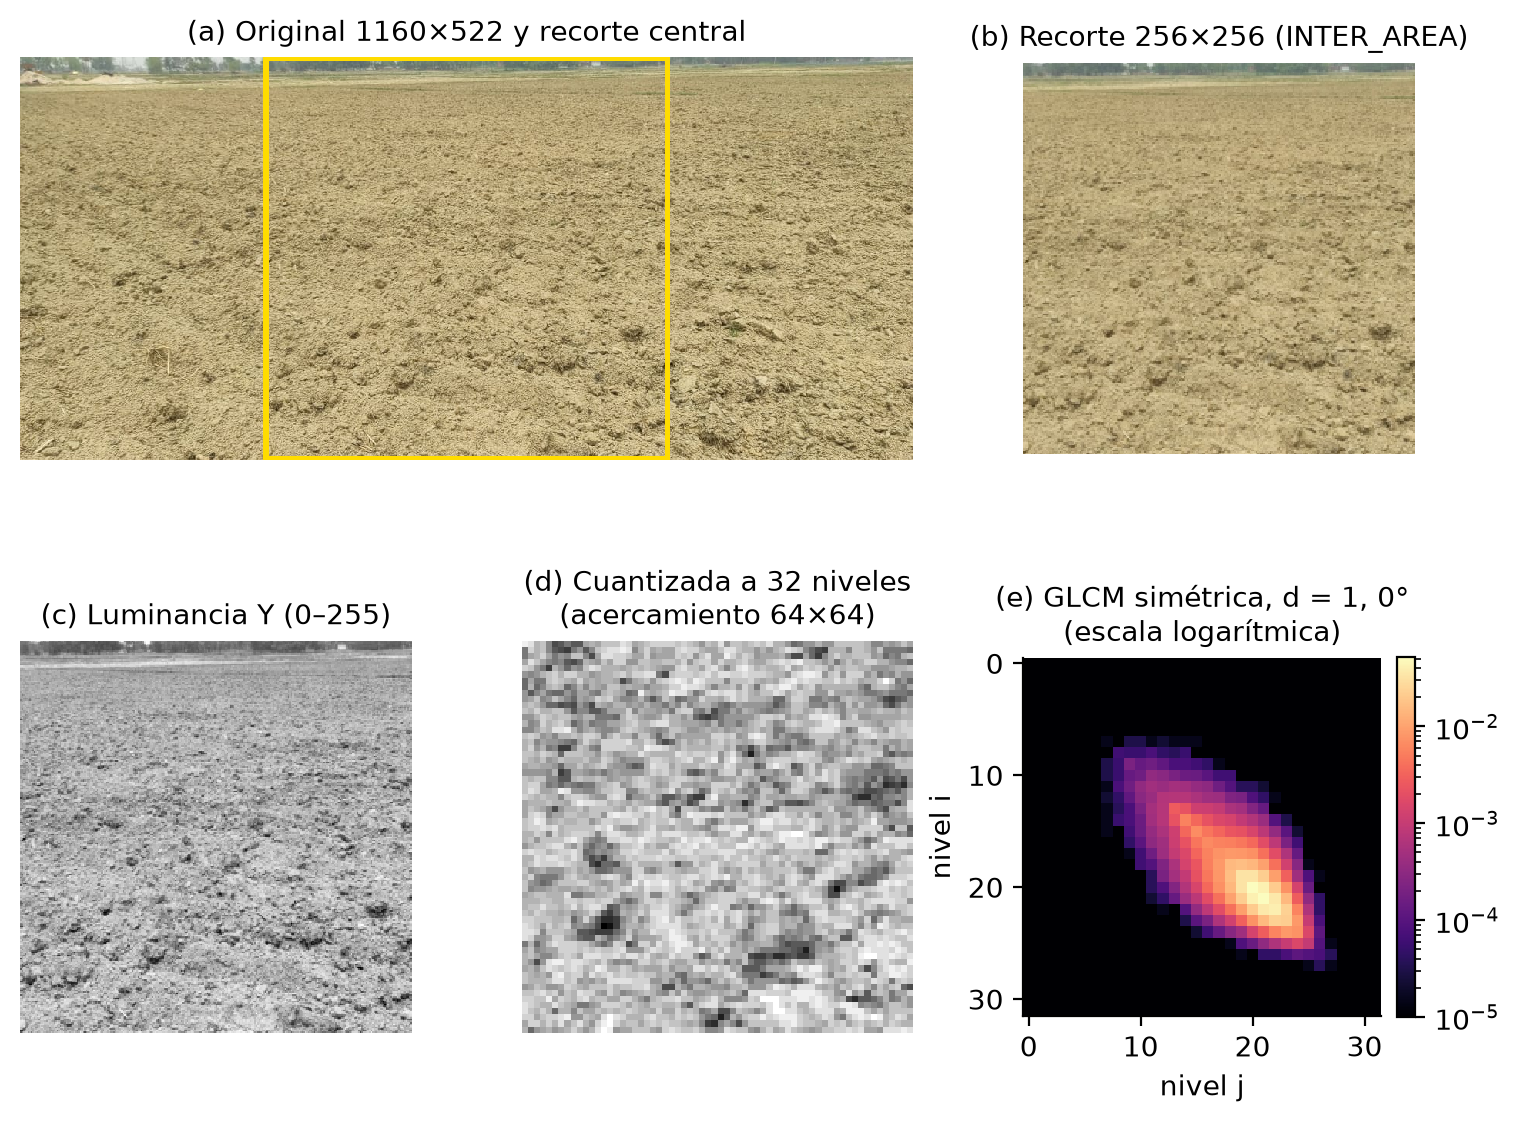 (a) Original 1160×522 y recorte central
(b) Recorte 256×256 (INTER_AREA)
(c) Luminancia Y (0–255)
(d) Cuantizada a 32 niveles
(acercamiento 64×64)
(e) GLCM simétrica, d = 1, 0°
(escala logarítmica)
0
10
20
30
nivel i
0
10
20
30
nivel j
10⁻²
10⁻³
10⁻⁴
10⁻⁵